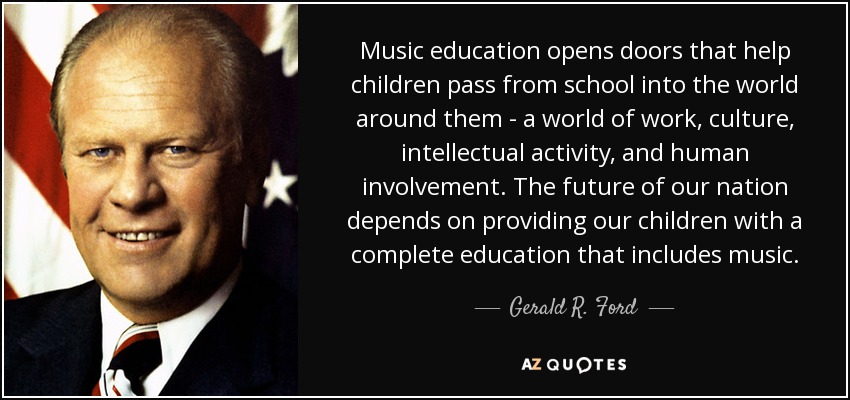 Music education opens doors that help
children pass from school into the world
around them - a world of work, culture,
intellectual activity, and human
involvement. The future of our nation
depends on providing our children with a
complete education that includes music.
Gerald R. Ford
AZ QUOTES